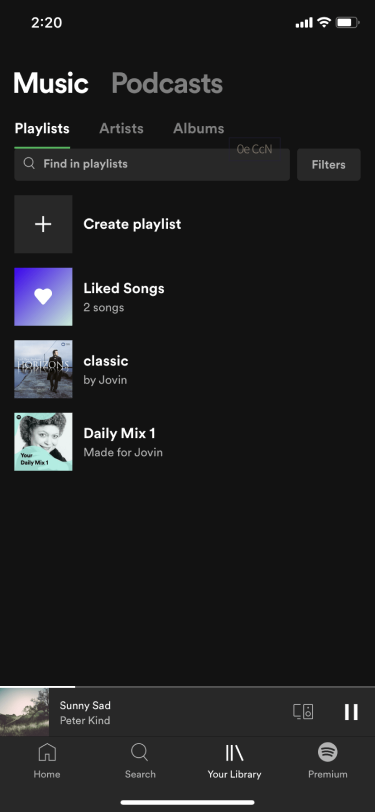 2:20
Music Podcasts
Playlists Artists Albums
0e CcN
Find in playlists Filters
Create playlist
Liked Songs
2 songs
HORIZONS
classic
by Jovin
Your
Daily Mix 1
Daily Mix 1
Made for Jovin
Sunny Sad
Peter Kind
Home Search Your Library Premium